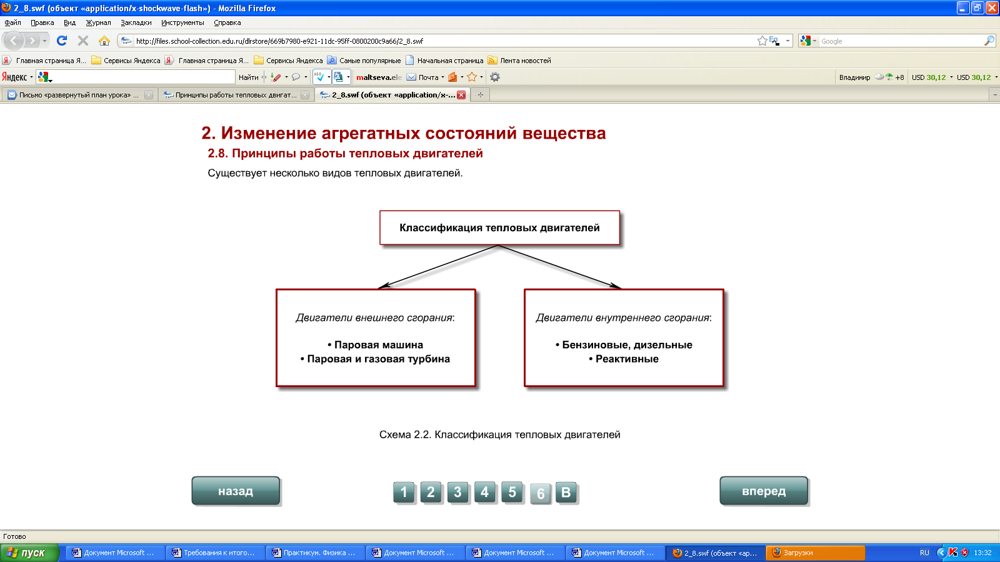 2_8.swf (объект «application/x-shockwave-flash») - Mozilla Firefox
Файл Правка Вид Журнал Закладки Инструменты Справка
http://files.school-collection.edu.ru/dlrstore/669b7980-e921-11dc-95ff-0800200c9a66/2_8.swf
Google
Главная страница Я... Сервисы Яндекса Главная страница Я... Сервисы Яндекса Самые популярные Начальная страница Лента новостей
Яндекс Найти maltseva.ele Почта Владимир +8 USD 30,12 USD 30,12
Письмо «развернутый план урока» ... Принципы работы тепловых двигат... 2_8.swf (объект «application/x-...
2. Изменение агрегатных состояний вещества
2.8. Принципы работы тепловых двигателей
Существует несколько видов тепловых двигателей.
Классификация тепловых двигателей
Двигатели внешнего сгорания:
• Паровая машина
• Паровая и газовая турбина
Двигатели внутреннего сгорания:
• Бензиновые, дизельные
• Реактивные
Схема 2.2. Классификация тепловых двигателей
назад 1 2 3 4 5 6 В вперед
Готово
пуск Документ Microsoft ... Требования к итого... Практикум. Физика ... Документ Microsoft ... Документ Microsoft ... Документ Microsoft ... 2_8.swf (объект «ap... Загрузки RU 13:32